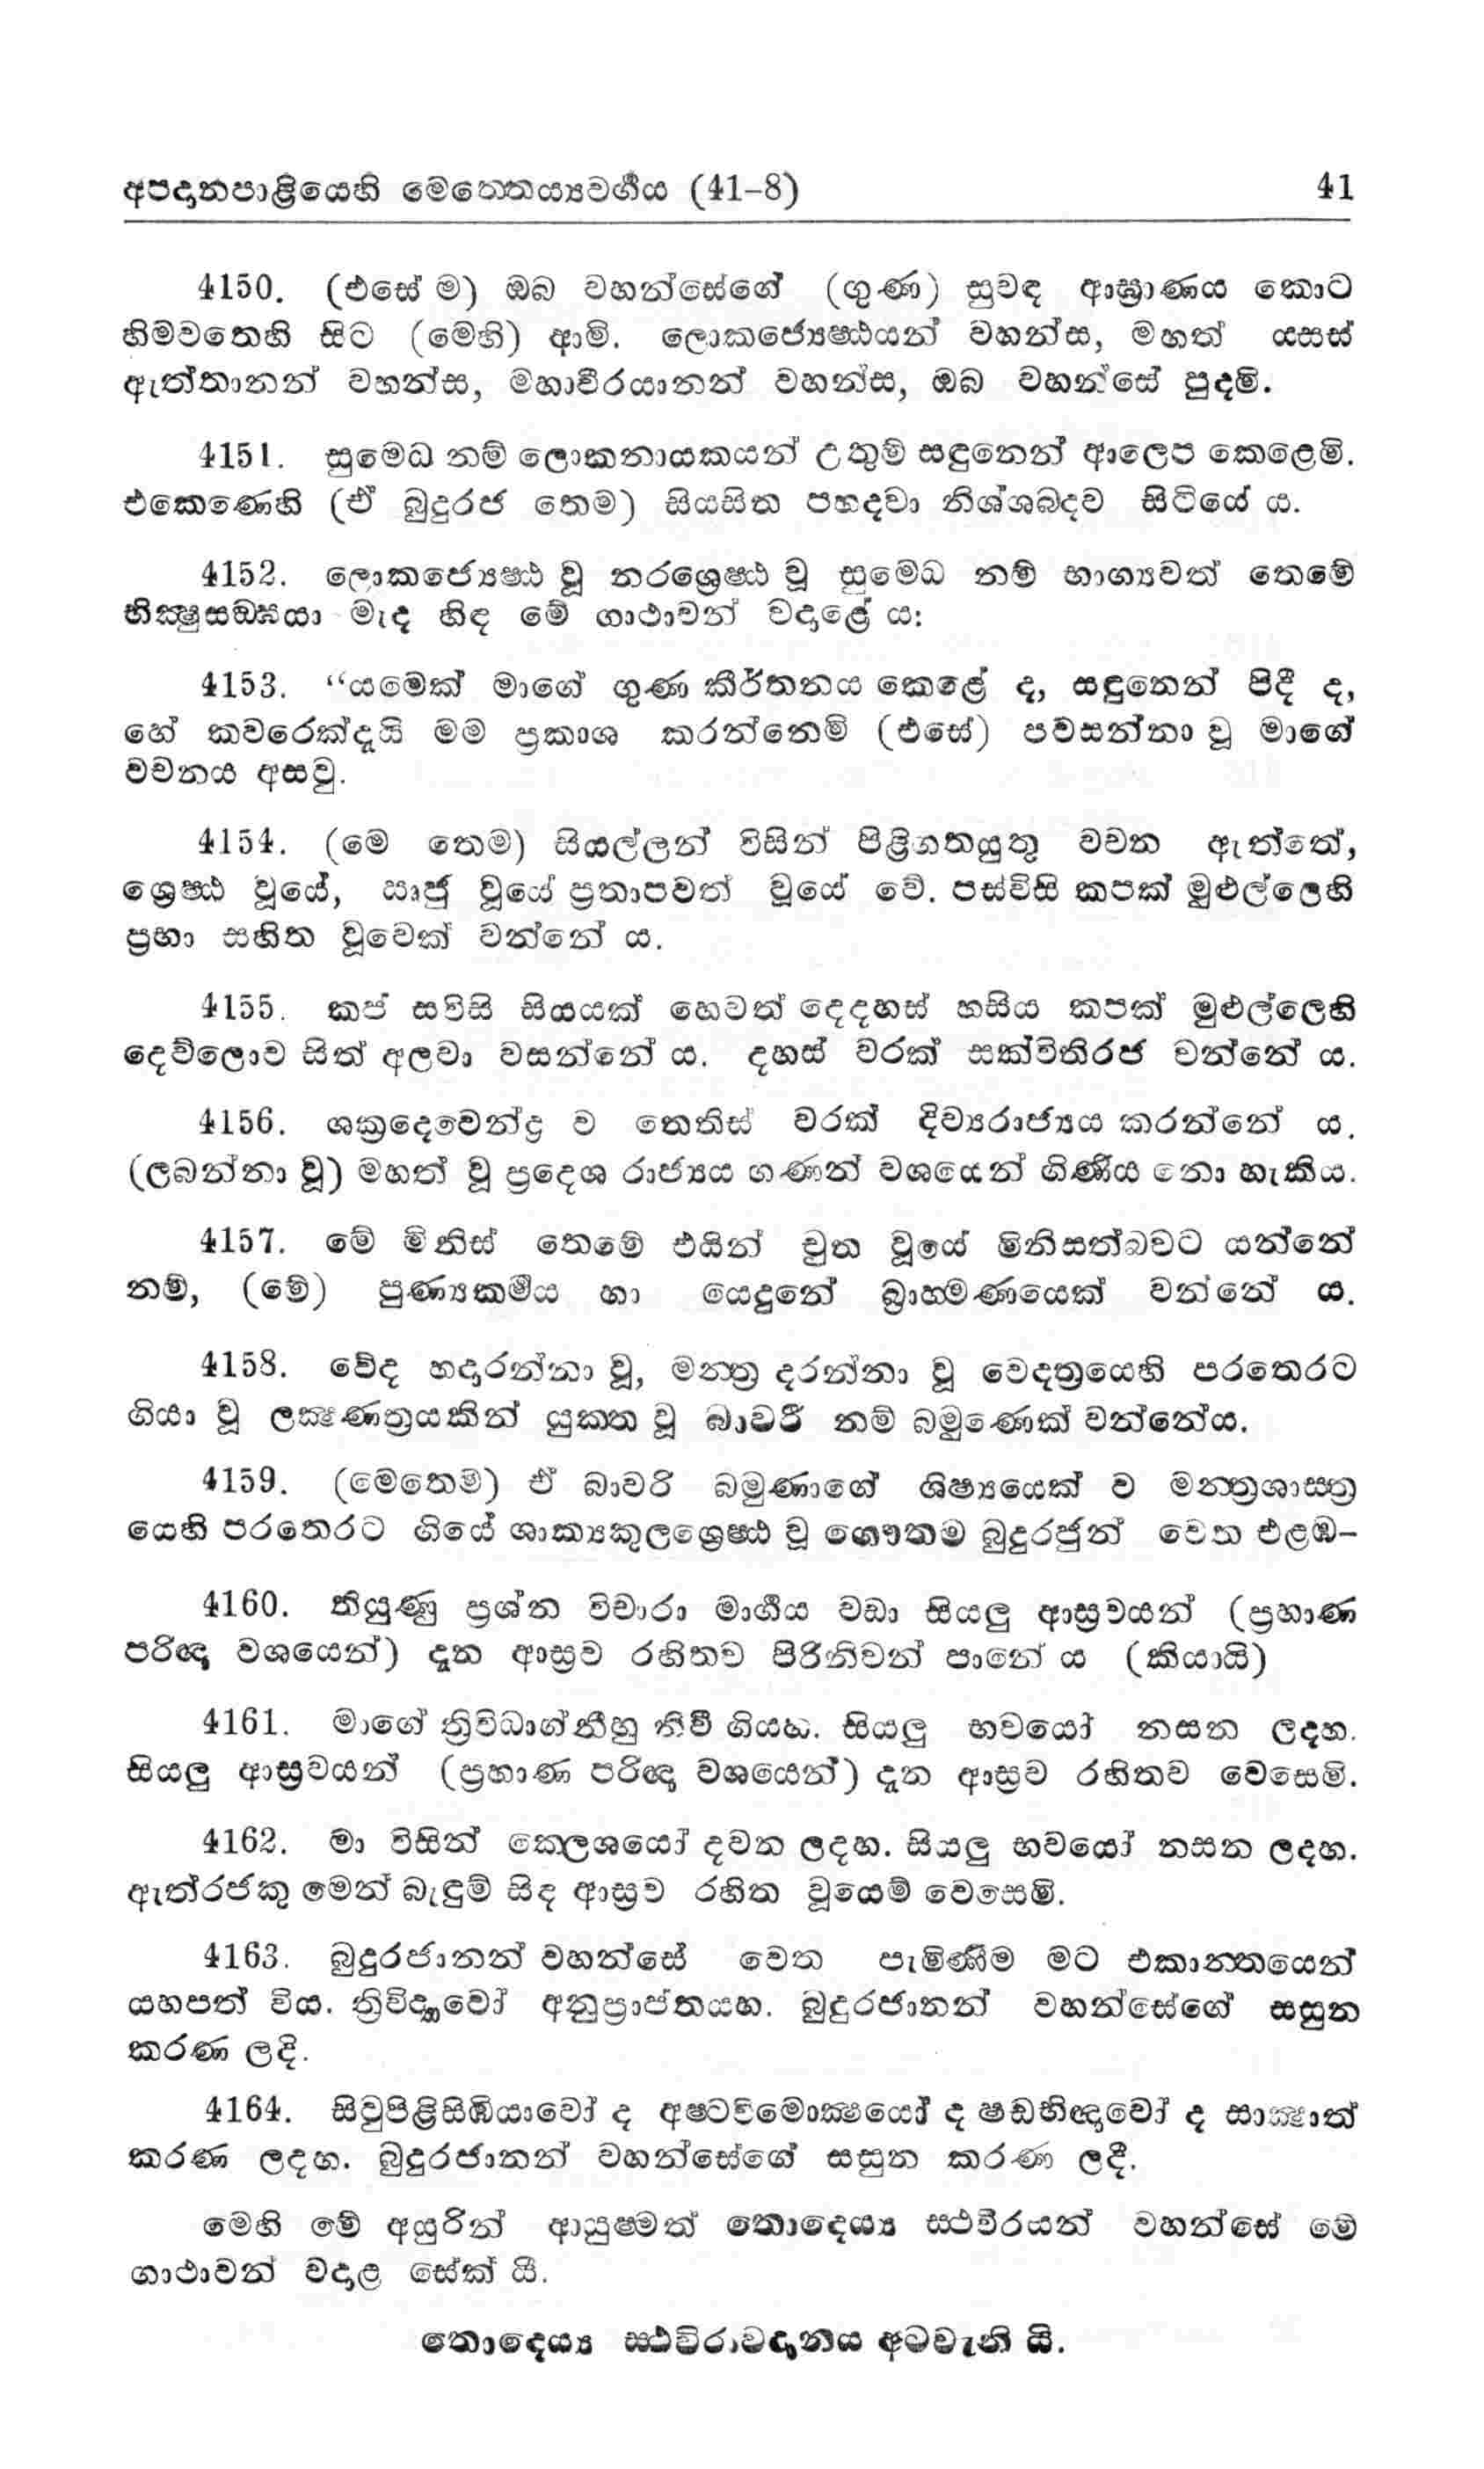 අපදානපාළියෙහි මෙත්තෙය්‍යවර්‍ගය (41–8) 41
4150. (එසේ ම) ඔබ වහන්සේගේ (ගුණ) සුවඳ ආඝ්‍රාණය කොට
හිමවතෙහි සිට (මෙහි) ආමි. ලොකජ්‍යෙෂ්ඨයන් වහන්ස, මහත් යසස්
ඇත්තානන් වහන්ස, මහාවීරයානන් වහන්ස, ඔබ වහන්සේ පුදමි.
4151. සුමෙධ නම් ලොකනායකයන් උතුම් සඳුනෙන් ආලෙප කෙළෙමි.
එකෙණෙහි (ඒ බුදුරජ තෙම) සියසිත පහදවා නිශ්ශබ්දව සිටියේ ය.
4152. ලොකජ්‍යෙෂ්ඨ වූ නරශ්‍රෙෂ්ඨ වූ සුමෙධ නම් භාග්‍යවත් තෙමේ
භික්‍ෂුසඞ්ඝයා මැද හිඳ මේ ගාථාවන් වදාළේ ය:
4153. “යමෙක් මාගේ ගුණ කීර්තනය කෙළේ ද, සඳුනෙන් පිදී ද,
හේ කවරෙක්දැයි මම ප්‍රකාශ කරන්නෙමි (එසේ) පවසන්නා වූ මාගේ
වචනය අසවු.
4154. (මෙ තෙම) සියල්ලන් විසින් පිළිගතයුතු වචන ඇත්තේ,
ශ්‍රෙෂ්ඨ වූයේ, ඍජු වූයේ ප්‍රතාපවත් වූයේ වේ. පස්විසි කපක් මුළුල්ලෙහි
ප්‍රභා සහිත වූවෙක් වන්නේ ය.
4155. කප් සවිසි සියයක් හෙවත් දෙදහස් හසිය කපක් මුළුල්ලෙහි
දෙව්ලොව සිත් අලවා වසන්නේ ය. දහස් වරක් සක්විතිරජ වන්නේ ය.
4156. ශක්‍රදෙවෙන්ද්‍ර ව තෙතිස් වරක් දිව්‍යරාජ්‍යය කරන්නේ ය.
(ලබන්නා වූ) මහත් වූ ප්‍රදෙශ රාජ්‍යය ගණන් වශයෙන් ගිණිය නො හැකිය.
4157. මේ මිනිස් තෙමේ එයින් චුත වූයේ මිනිසත්බවට යන්නේ
නම්, (මේ) පුණ්‍යකර්‍මය හා යෙදුනේ බ්‍රාහ්මණයෙක් වන්නේ ය.
4158. වේද හදාරන්නා වූ, මන්ත්‍ර දරන්නා වූ වෙදත්‍රයෙහි පරතෙරට
ගියා වූ ලක්‍ෂණත්‍රයකින් යුක්ත වූ බාවරී නම් බමුණෙක් වන්නේය.
4159. (මෙතෙම්) ඒ බාවරි බමුණාගේ ශිෂ්‍යයෙක් ව මන්ත්‍රශාස්ත්‍ර
යෙහි පරතෙරට ගියේ ශාක්‍යකුලශ්‍රෙෂ්ඨ වූ ගෞතම බුදුරජුන් වෙත එළඹ–
4160. තියුණු ප්‍රශ්න විචාරා මාර්‍ගය වඩා සියලු ආස්‍රවයන් (ප්‍රහාණ
පරිඥා වශයෙන්) දැන ආස්‍රව රහිතව පිරිනිවන් පානේ ය (කියායි)
4161. මාගේ ත්‍රිවිධාග්නීහු නිවී ගියහ. සියලු භවයෝ නසන ලදහ.
සියලු ආස්‍රවයන් (ප්‍රහාණ පරිඥා වශයෙන්) දැන ආස්‍රව රහිතව වෙසෙමි.
4162. මා විසින් ක්ලෙශයෝ දවන ලදහ. සියලු භවයෝ නසන ලදහ.
ඇත්රජකු මෙන් බැඳුම් සිද ආස්‍රව රහිත වූයෙම් වෙසෙමි.
4163. බුදුරජානන් වහන්සේ වෙත පැමිණීම මට එකාන්තයෙන්
යහපත් විය. ත්‍රිවිද්‍යාවෝ අනුප්‍රාප්තයහ. බුදුරජානන් වහන්සේගේ සසුන
කරණ ලදි.
4164. සිවුපිළිසිඹියාවෝ ද අෂ්ටවිමොක්‍ෂයෝ ද ෂඩභිඥාවෝ ද සාක්‍ෂාත්
කරණ ලදහ. බුදුරජානන් වහන්සේගේ සසුන කරණ ලදී.
මෙහි මේ අයුරින් ආයුෂ්මත් තොදෙය්‍ය ස්ථවිරයන් වහන්සේ මේ
ගාථාවන් වදාළ සේක් යී.
තොදෙය්‍ය ස්ථවිරාවදානය අටවැනි යි.